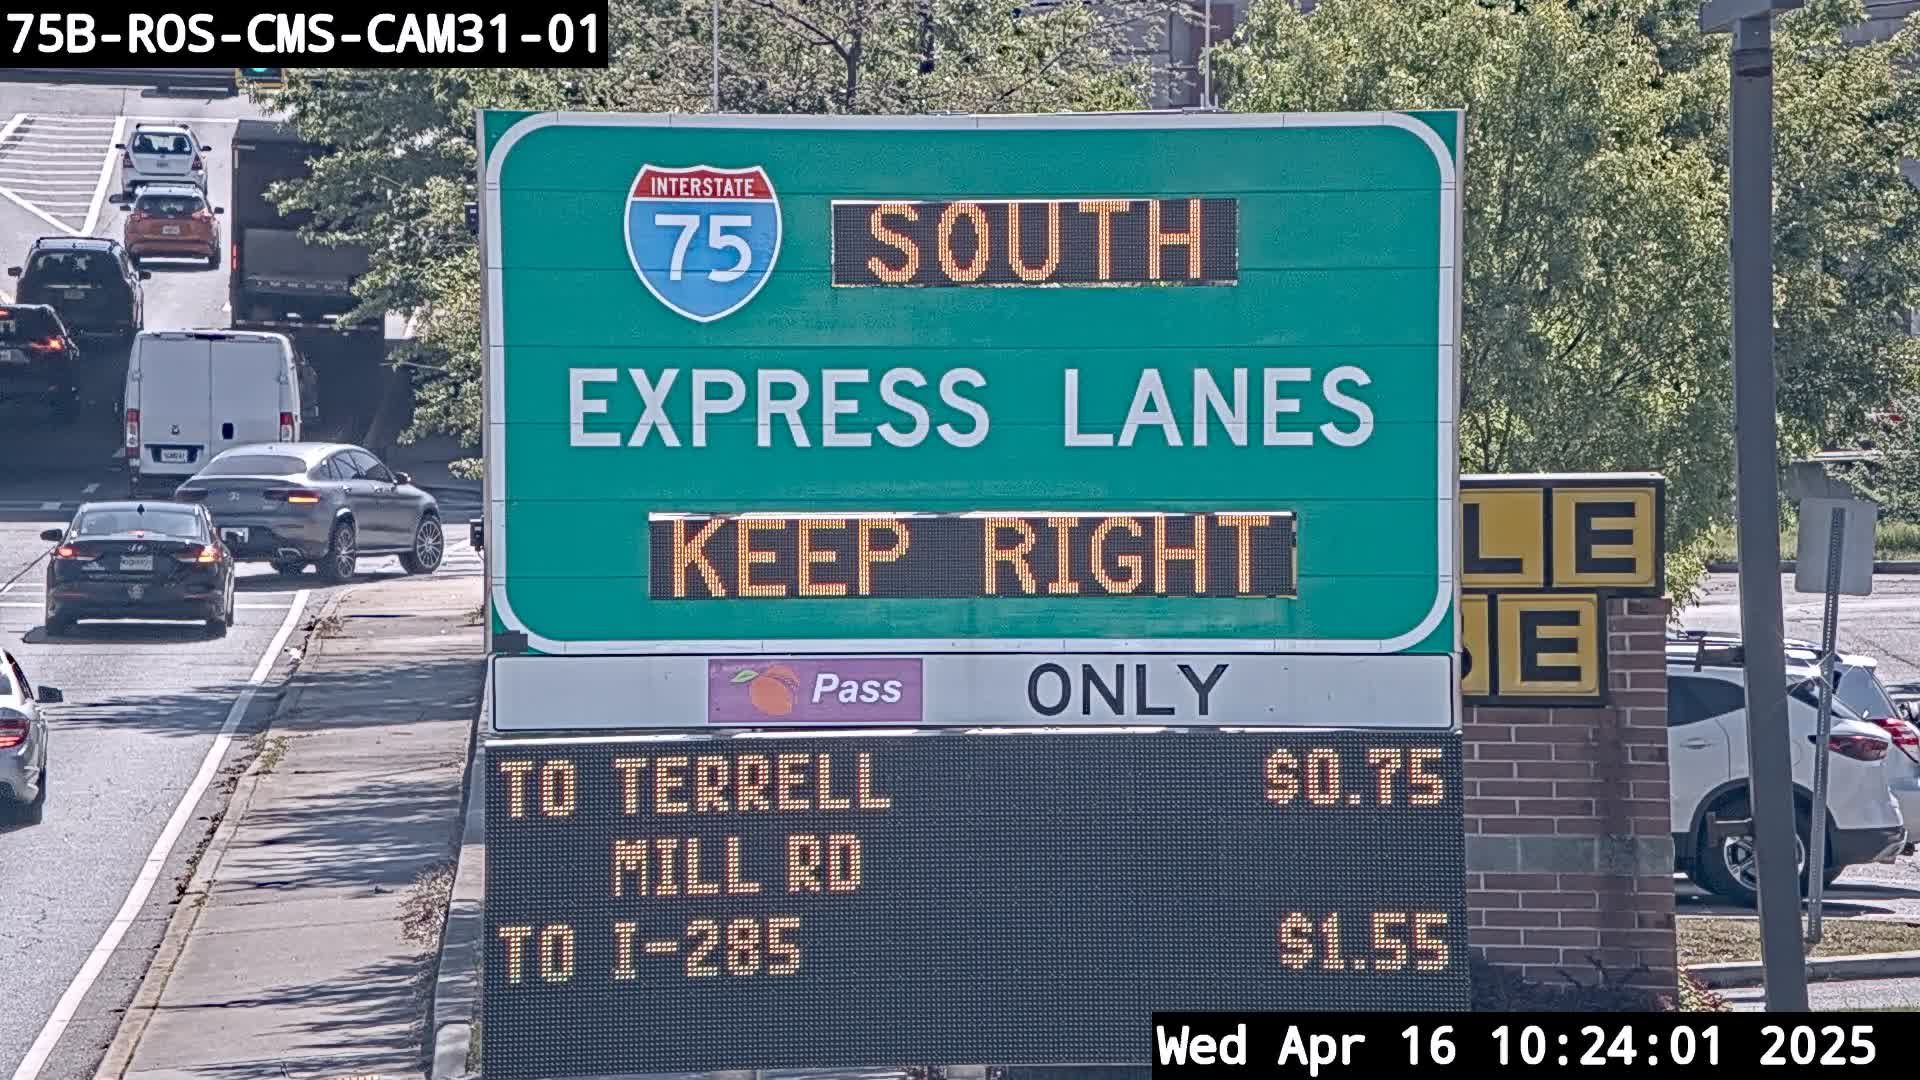 75B-ROS-CMS-CAM31-01
INTERSTATE
75
SOUTH
EXPRESS LANES
KEEP RIGHT
LE
E
Pass ONLY
TO TERRELL $0.75
MILL RD
TO I-285 $1.55
Wed Apr 16 10:24:01 2025